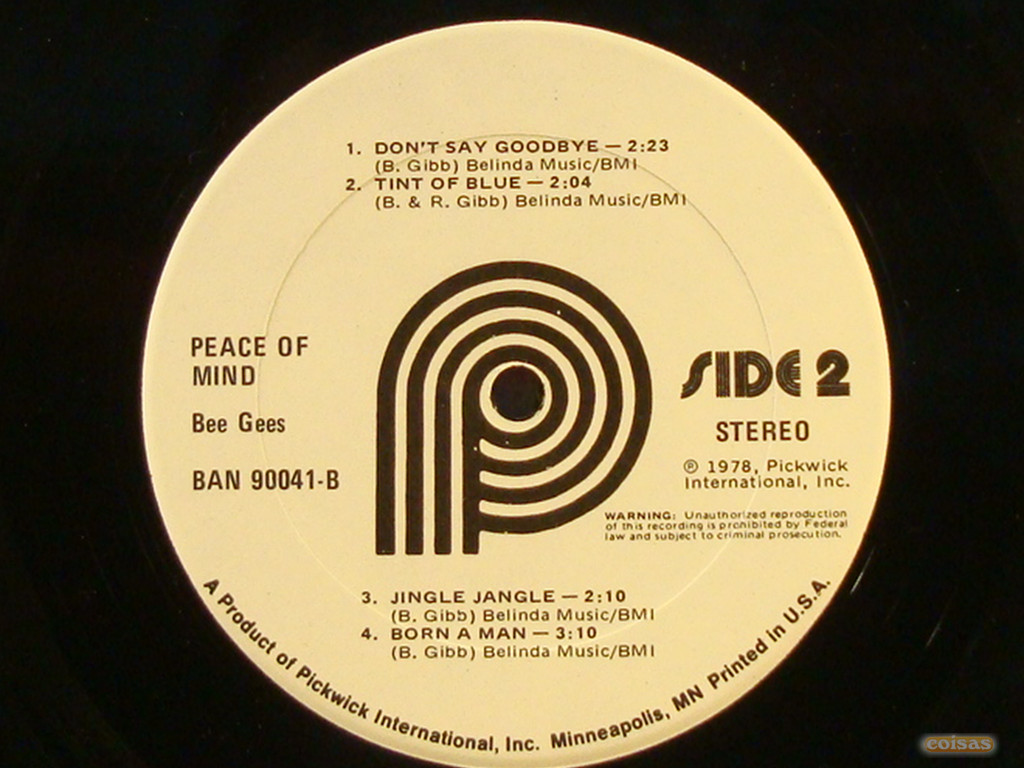 1. DON'T SAY GOODBYE — 2:23
(B. Gibb) Belinda Music/BMI
2. TINT OF BLUE — 2:04
(B. & R. Gibb) Belinda Music/BMI
PEACE OF
MIND
Bee Gees
BAN 90041-B
SIDE 2
STEREO
℗ 1978, Pickwick
International, Inc.
WARNING: Unauthorized reproduction
of this recording is prohibited by Federal
law and subject to criminal prosecution.
3. JINGLE JANGLE — 2:10
(B. Gibb) Belinda Music/BMI
4. BORN A MAN — 3:10
(B. Gibb) Belinda Music/BMI
A Product of Pickwick International, Inc. Minneapolis, MN Printed in U.S.A.
coisas